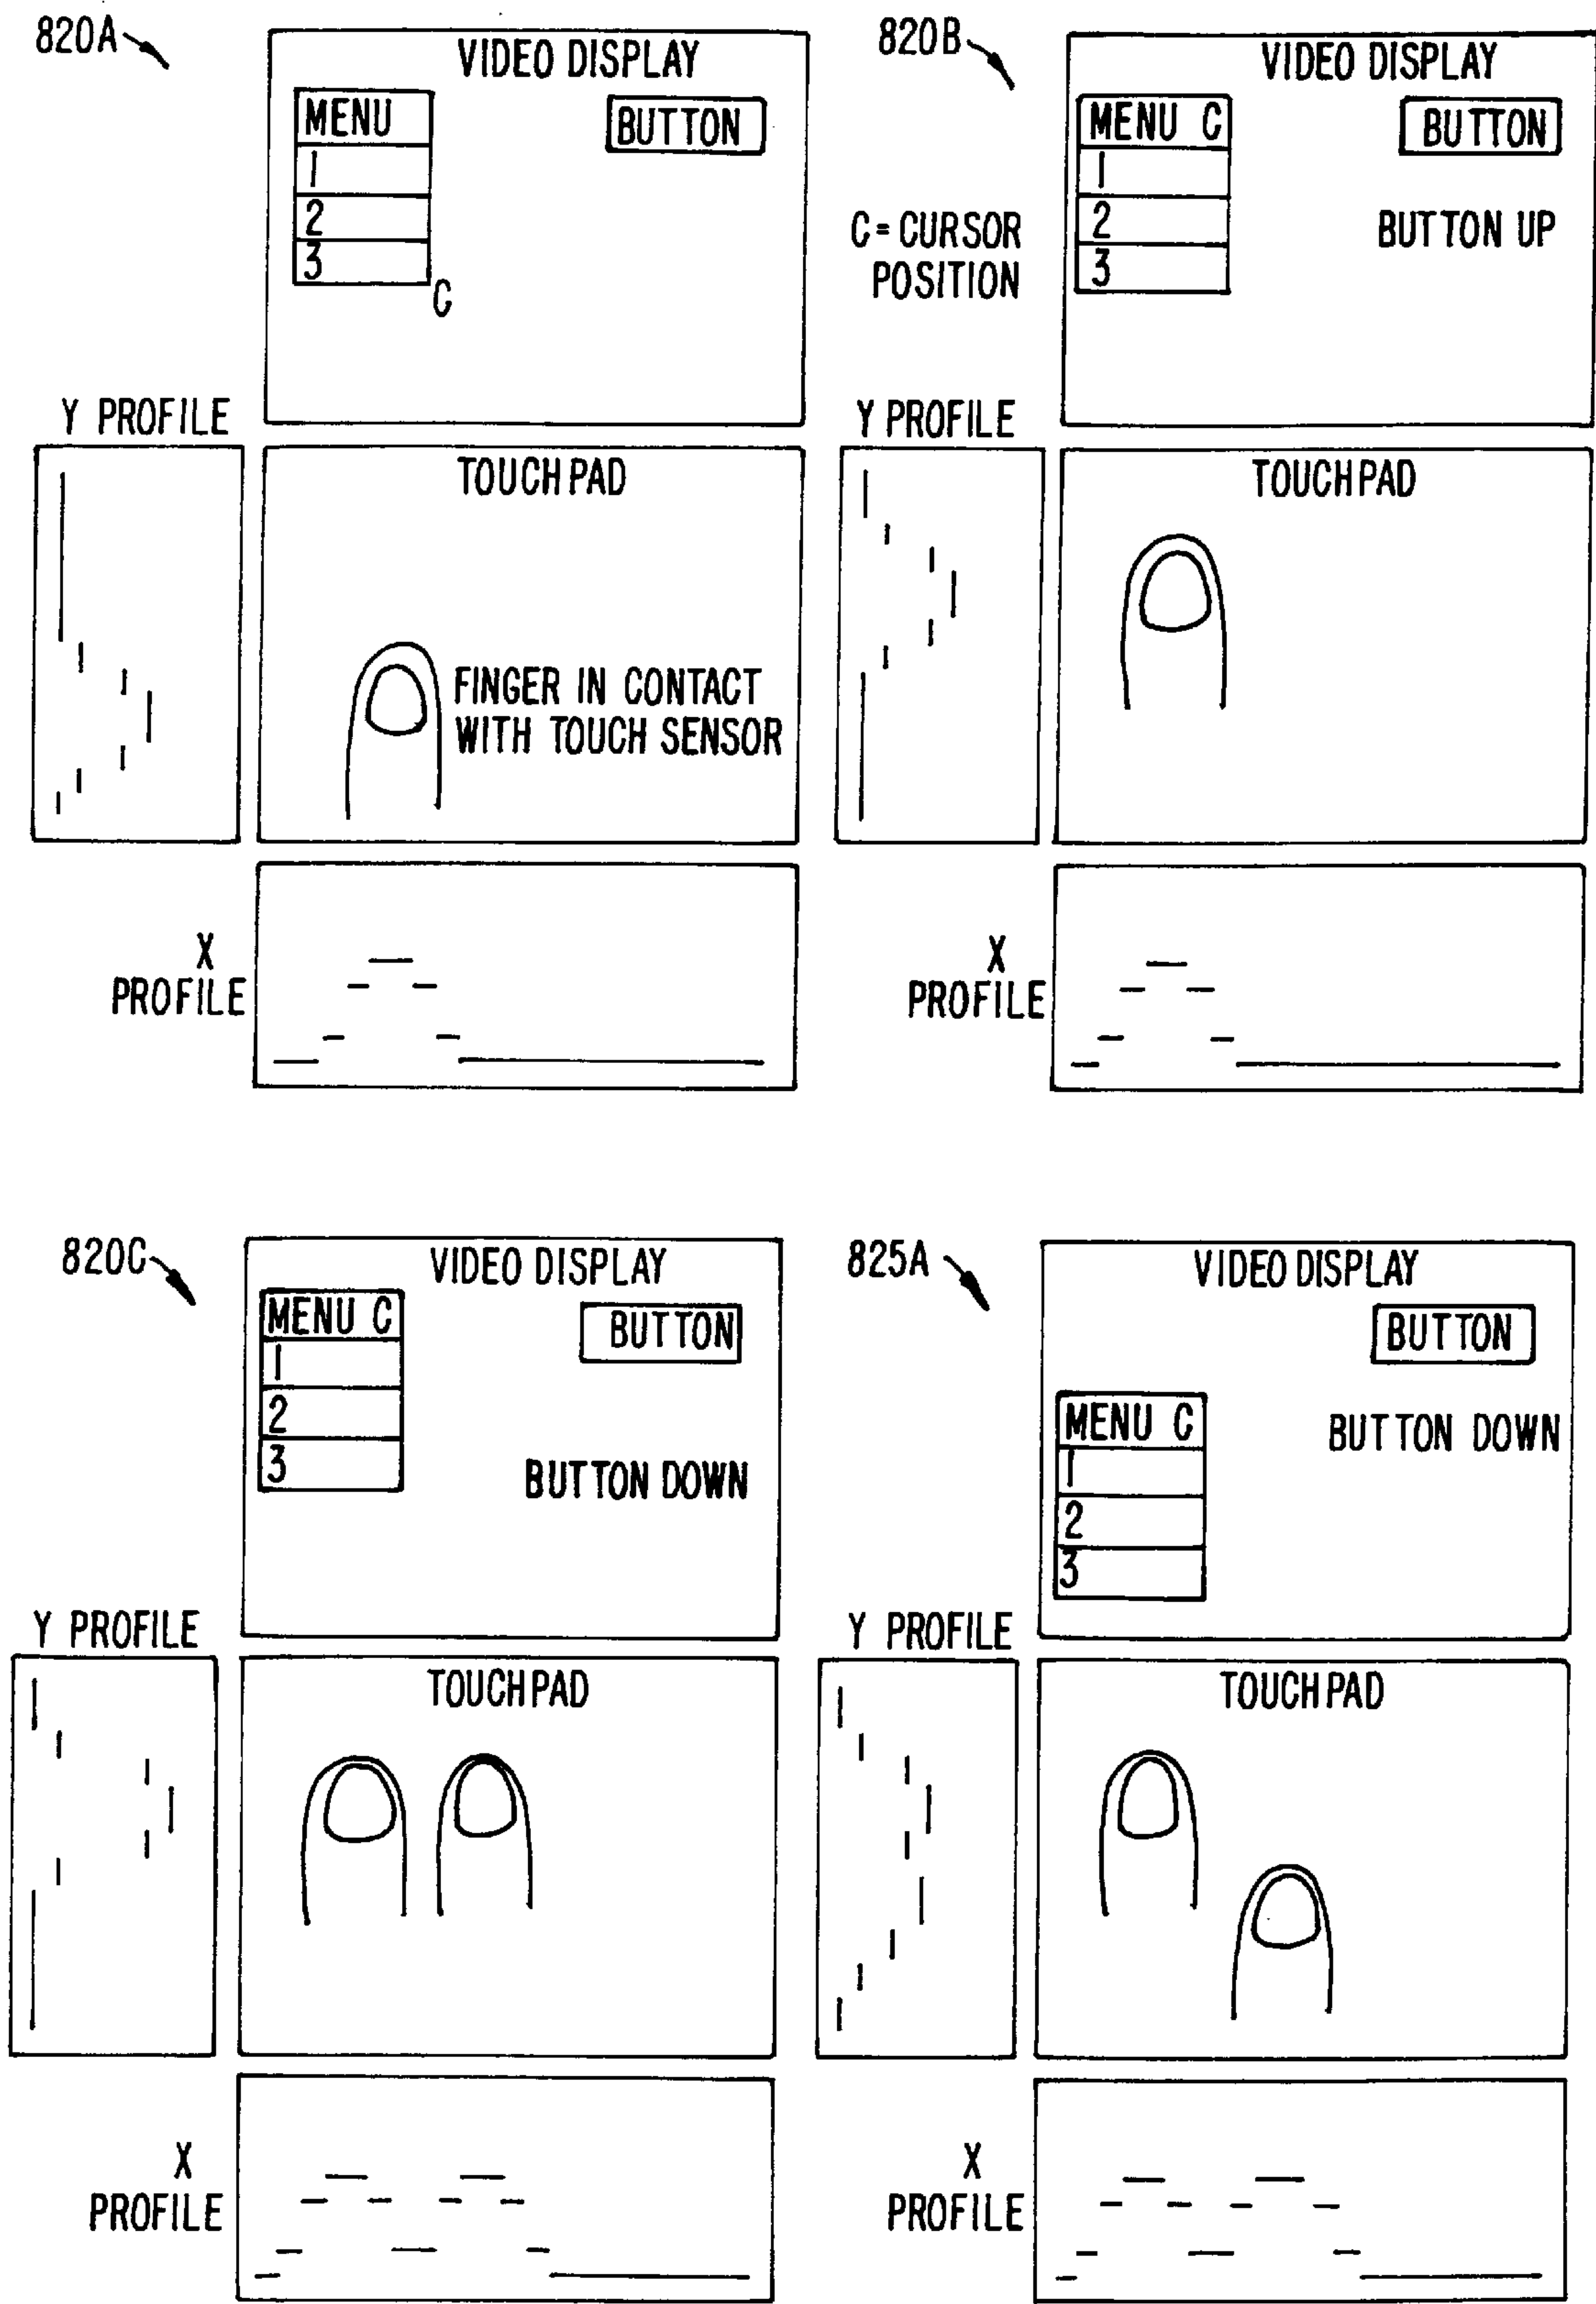 820A
VIDEO DISPLAY
MENU
BUTTON
1
2
3
C
Y PROFILE
TOUCHPAD
FINGER IN CONTACT
WITH TOUCH SENSOR
X
PROFILE
820B
VIDEO DISPLAY
MENU C
BUTTON
1
2
3
C = CURSOR
POSITION
BUTTON UP
Y PROFILE
TOUCHPAD
X
PROFILE
820C
VIDEO DISPLAY
MENU C
BUTTON
1
2
3
BUTTON DOWN
Y PROFILE
TOUCHPAD
X
PROFILE
825A
VIDEO DISPLAY
BUTTON
MENU C
BUTTON DOWN
1
2
3
Y PROFILE
TOUCHPAD
X
PROFILE